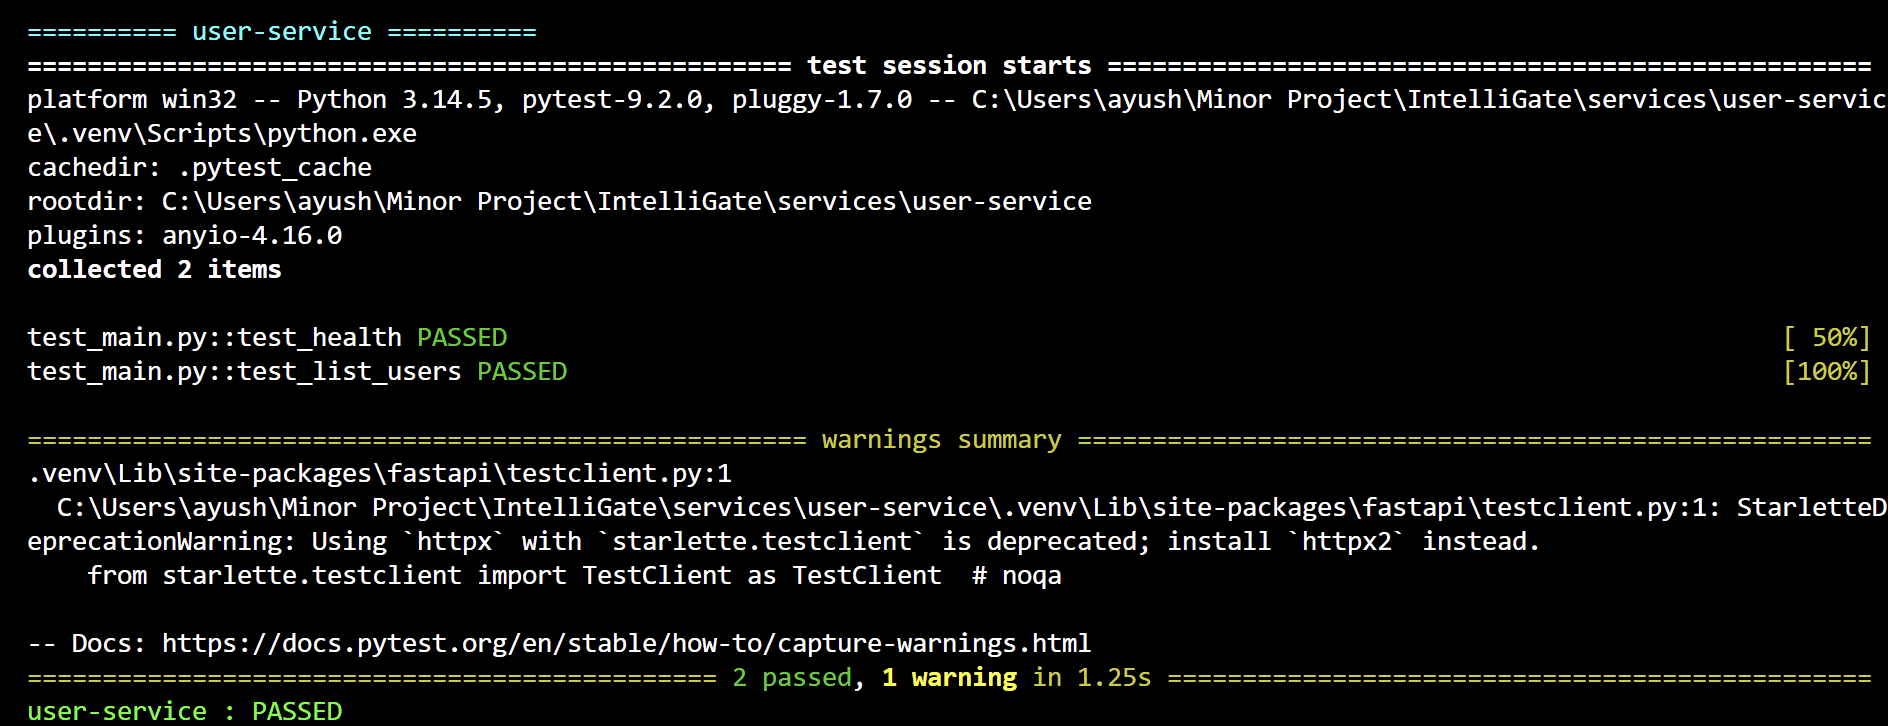 ========== user-service ==========
=================================================== test session starts ===================================================
platform win32 -- Python 3.14.5, pytest-9.2.0, pluggy-1.7.0 -- C:\Users\ayush\Minor Project\IntelliGate\services\user-servic
e\.venv\Scripts\python.exe
cachedir: .pytest_cache
rootdir: C:\Users\ayush\Minor Project\IntelliGate\services\user-service
plugins: anyio-4.16.0
collected 2 items
test_main.py::test_health PASSED [ 50%]
test_main.py::test_list_users PASSED [100%]
==================================================== warnings summary =====================================================
.venv\Lib\site-packages\fastapi\testclient.py:1
  C:\Users\ayush\Minor Project\IntelliGate\services\user-service\.venv\Lib\site-packages\fastapi\testclient.py:1: StarletteD
eprecationWarning: Using `httpx` with `starlette.testclient` is deprecated; install `httpx2` instead.
    from starlette.testclient import TestClient as TestClient  # noqa
-- Docs: https://docs.pytest.org/en/stable/how-to/capture-warnings.html
============================================== 2 passed, 1 warning in 1.25s ===============================================
user-service : PASSED